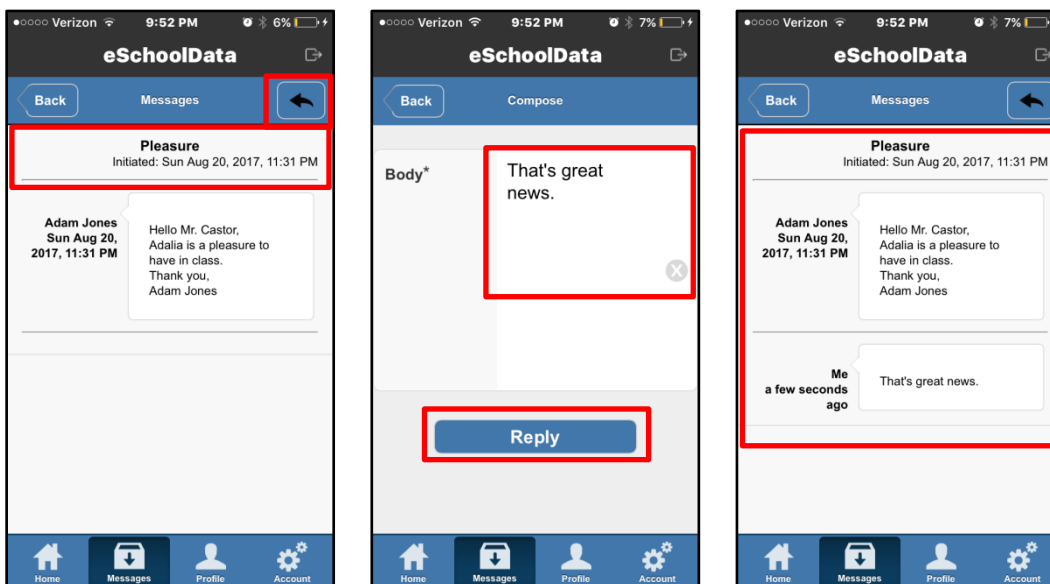 Verizon 9:52 PM 6%
eSchoolData
Back Messages
Pleasure
Initiated: Sun Aug 20, 2017, 11:31 PM
Adam Jones
Sun Aug 20,
2017, 11:31 PM
Hello Mr. Castor,
Adalia is a pleasure to
have in class.
Thank you,
Adam Jones
Home Messages Profile Account
Verizon 9:52 PM 7%
eSchoolData
Back Compose
Body*
That's great
news.
X
Reply
Home Messages Profile Account
Verizon 9:52 PM 7%
eSchoolData
Back Messages
Pleasure
Initiated: Sun Aug 20, 2017, 11:31 PM
Adam Jones
Sun Aug 20,
2017, 11:31 PM
Hello Mr. Castor,
Adalia is a pleasure to
have in class.
Thank you,
Adam Jones
Me
a few seconds
ago
That's great news.
Home Messages Profile Account